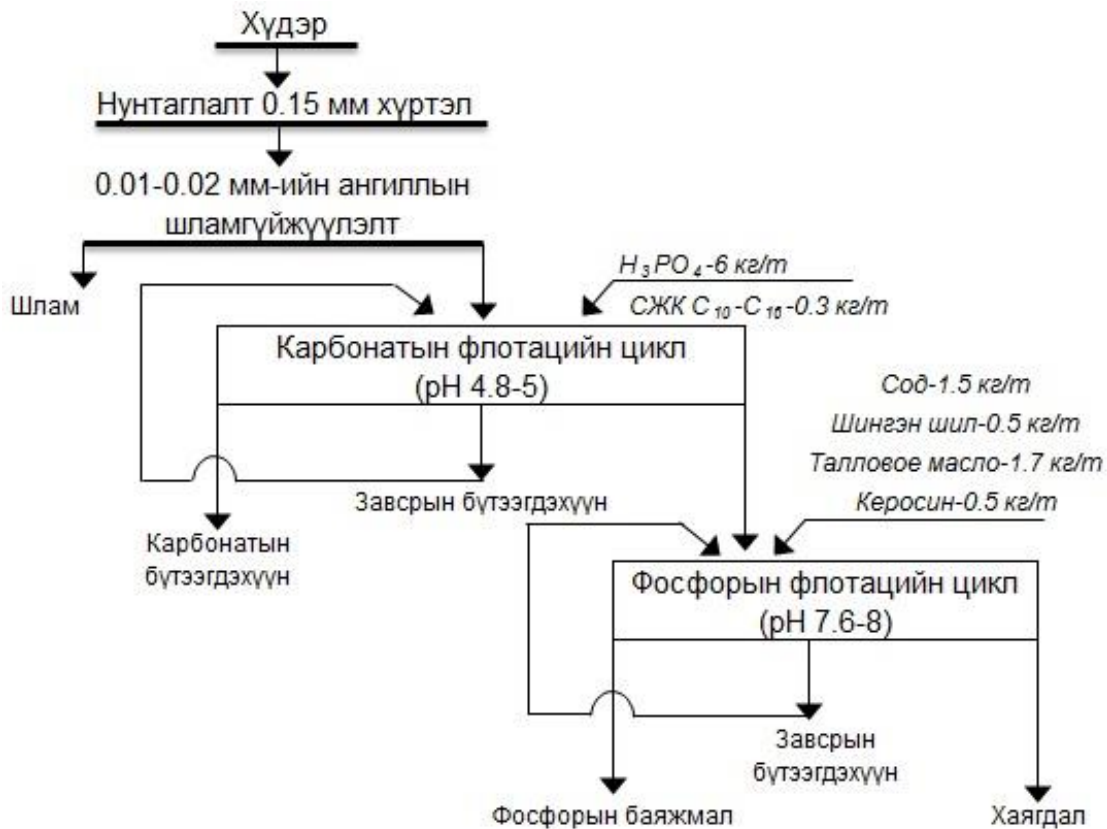 Хүдэр
Нунтаглалт 0.15 мм хүртэл
0.01-0.02 мм-ийн ангиллын
шламгүйжүүлэлт
Шлам
H₃PO₄-6 кг/т
СЖК C₁₀-C₁₆-0.3 кг/т
Карбонатын флотацийн цикл
(pH 4.8-5)
Сод-1.5 кг/т
Шингэн шил-0.5 кг/т
Талловое масло-1.7 кг/т
Керосин-0.5 кг/т
Завсрын бүтээгдэхүүн
Карбонатын
бүтээгдэхүүн
Фосфорын флотацийн цикл
(pH 7.6-8)
Завсрын
бүтээгдэхүүн
Фосфорын баяжмал
Хаягдал